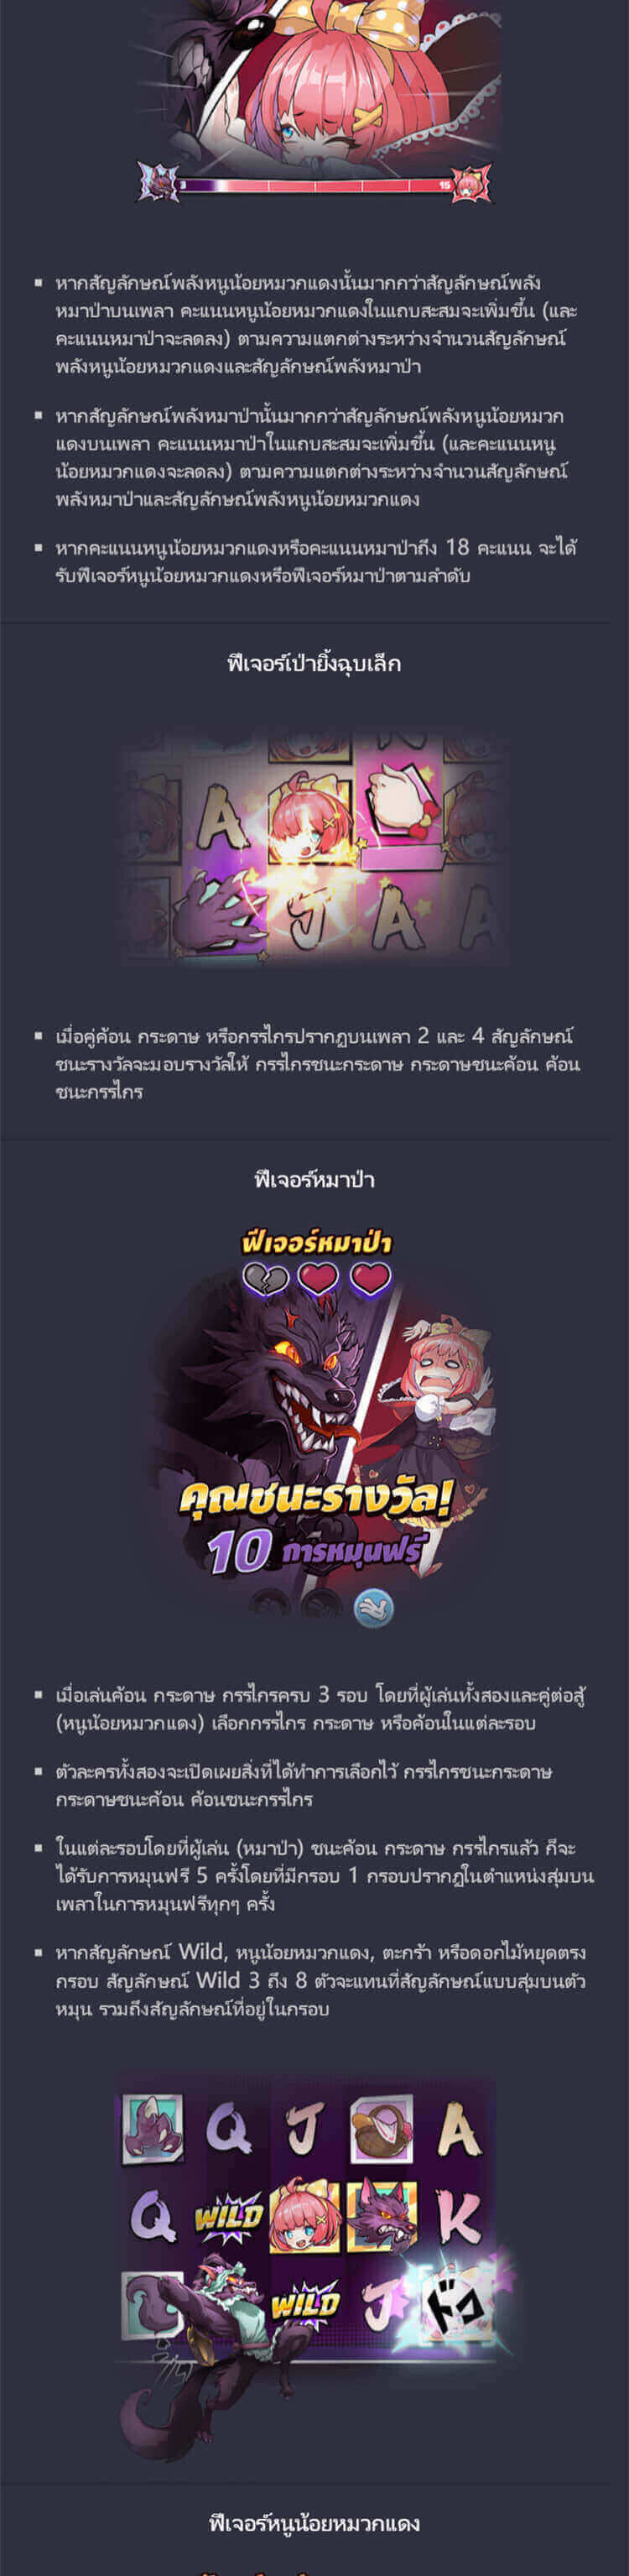 3
15
หากสัญลักษณ์พลังหนูน้อยหมวกแดงนั้นมากกว่าสัญลักษณ์พลัง
หมาป่าบนเพลา คะแนนหนูน้อยหมวกแดงในแถบสะสมจะเพิ่มขึ้น (และ
คะแนนหมาป่าจะลดลง) ตามความแตกต่างระหว่างจำนวนสัญลักษณ์
พลังหนูน้อยหมวกแดงและสัญลักษณ์พลังหมาป่า
หากสัญลักษณ์พลังหมาป่านั้นมากกว่าสัญลักษณ์พลังหนูน้อยหมวก
แดงบนเพลา คะแนนหมาป่าในแถบสะสมจะเพิ่มขึ้น (และคะแนนหนู
น้อยหมวกแดงจะลดลง) ตามความแตกต่างระหว่างจำนวนสัญลักษณ์
พลังหมาป่าและสัญลักษณ์พลังหนูน้อยหมวกแดง
หากคะแนนหนูน้อยหมวกแดงหรือคะแนนหมาป่าถึง 18 คะแนน จะได้
รับฟีเจอร์หนูน้อยหมวกแดงหรือฟีเจอร์หมาป่าตามลำดับ
ฟีเจอร์เป่ายิ้งฉุบเล็ก
A
J A A
เมื่อคู่ค้อน กระดาษ หรือกรรไกรปรากฏบนเพลา 2 และ 4 สัญลักษณ์
ชนะรางวัลจะมอบรางวัลให้ กรรไกรชนะกระดาษ กระดาษชนะค้อน ค้อน
ชนะกรรไกร
ฟีเจอร์หมาป่า
ฟีเจอร์หมาป่า
คุณชนะรางวัล!
10 การหมุนฟรี
เมื่อเล่นค้อน กระดาษ กรรไกรครบ 3 รอบ โดยที่ผู้เล่นทั้งสองและคู่ต่อสู้
(หนูน้อยหมวกแดง) เลือกกรรไกร กระดาษ หรือค้อนในแต่ละรอบ
ตัวละครทั้งสองจะเปิดเผยสิ่งที่ได้ทำการเลือกไว้ กรรไกรชนะกระดาษ
กระดาษชนะค้อน ค้อนชนะกรรไกร
ในแต่ละรอบโดยที่ผู้เล่น (หมาป่า) ชนะค้อน กระดาษ กรรไกรแล้ว ก็จะ
ได้รับการหมุนฟรี 5 ครั้งโดยที่มีกรอบ 1 กรอบปรากฏในตำแหน่งสุ่มบน
เพลาในการหมุนฟรีทุกๆ ครั้ง
หากสัญลักษณ์ Wild, หนูน้อยหมวกแดง, ตะกร้า หรือดอกไม้หยุดตรง
กรอบ สัญลักษณ์ Wild 3 ถึง 8 ตัวจะแทนที่สัญลักษณ์แบบสุ่มบนตัว
หมุน รวมถึงสัญลักษณ์ที่อยู่ในกรอบ
Q J A
Q WILD K
WILD J ドコ
ฟีเจอร์หนูน้อยหมวกแดง